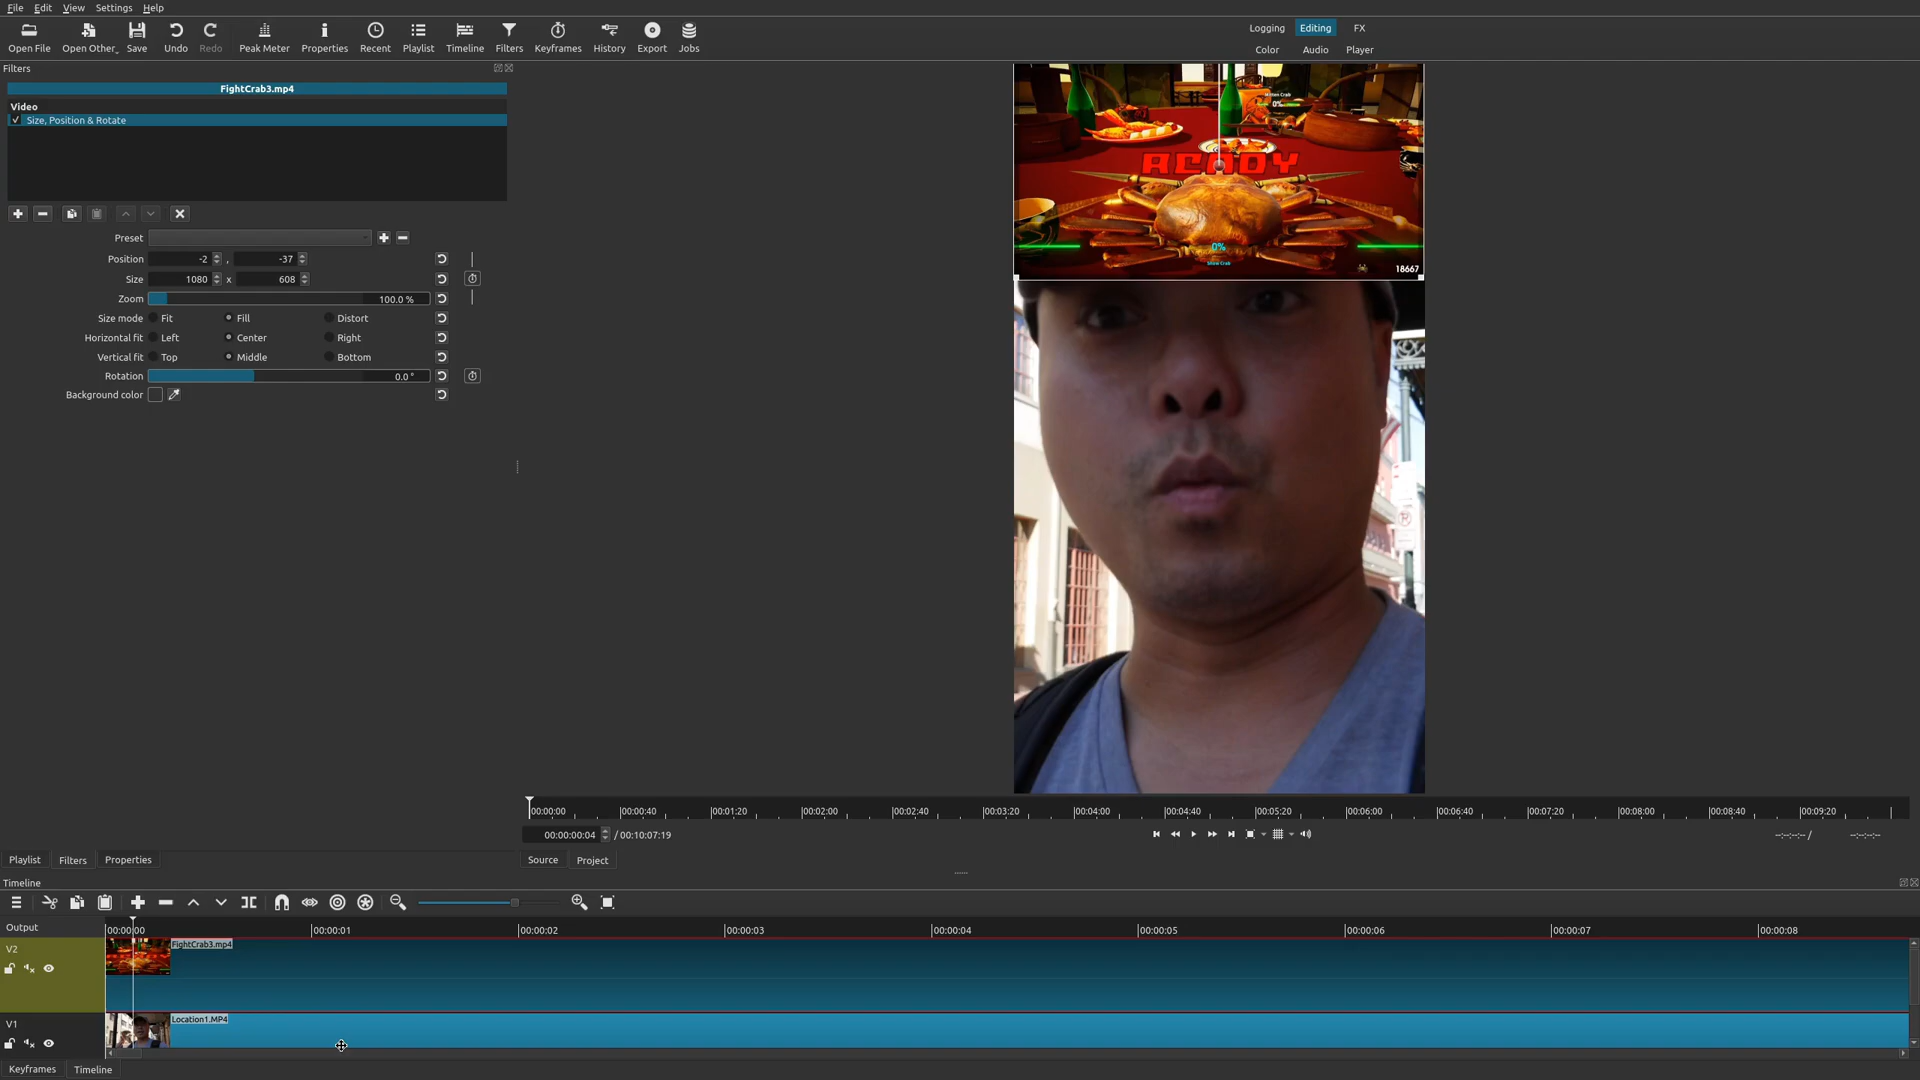 File Edit View Settings Help
Open File Open Other.. Save Undo Redo Peak Meter Properties Recent Playlist Timeline Filters Keyframes History Export Jobs
Logging Editing FX
Color Audio Player
Filters
FightCrab3.mp4
Video
Size, Position & Rotate
Preset
Position -2 , -37
Size 1080 x 608
Zoom 100.0 %
Size mode Fit Fill Distort
Horizontal fit Left Center Right
Vertical fit Top Middle Bottom
Rotation 0.0 °
Background color
0%
READY
0%
Snow Crab
18667
00:00:00 00:00:40 00:01:20 00:02:00 00:02:40 00:03:20 00:04:00 00:04:40 00:05:20 00:06:00 00:06:40 00:07:20 00:08:00 00:08:40 00:09:20
00:00:00:04 / 00:10:07:19 --:--:--:-- / --:--:--:--
Playlist Filters Properties Source Project
Timeline
Output 00:00:00 00:00:01 00:00:02 00:00:03 00:00:04 00:00:05 00:00:06 00:00:07 00:00:08
V2 FightCrab3.mp4
V1 Location1.MP4
Keyframes Timeline